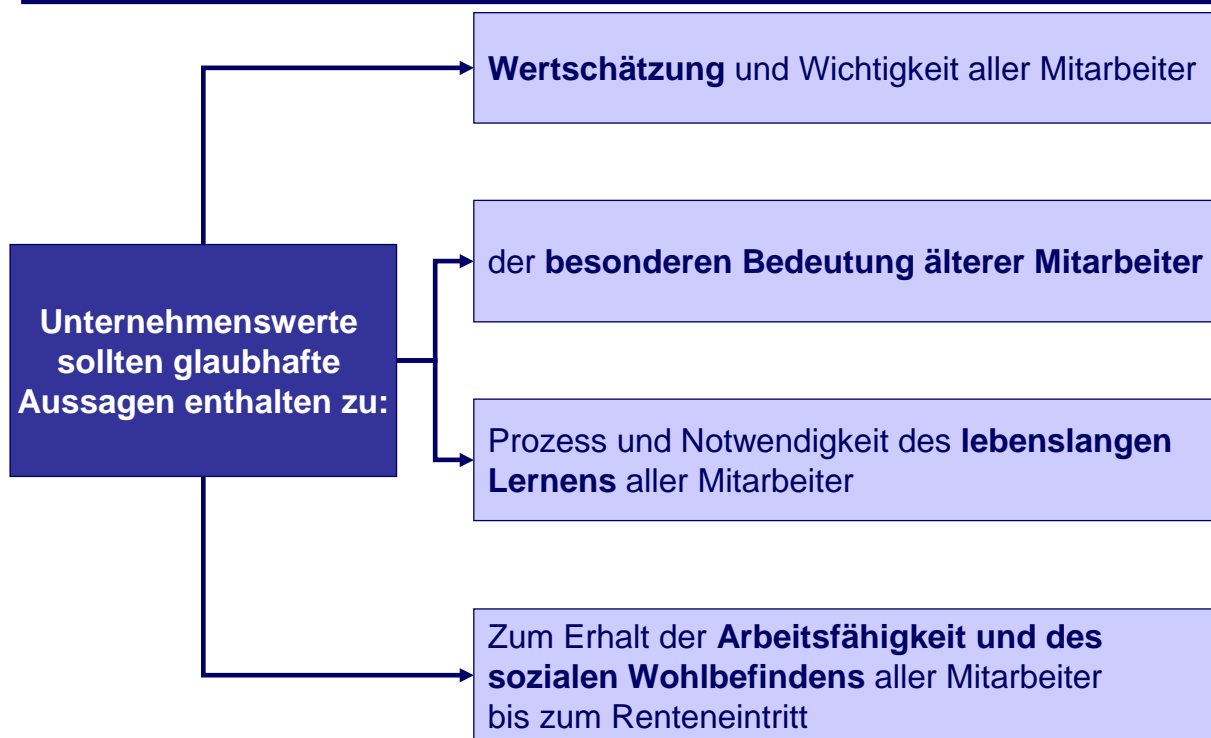 Wertschätzung und Wichtigkeit aller Mitarbeiter
der besonderen Bedeutung älterer Mitarbeiter
Unternehmenswerte
sollten glaubhafte
Aussagen enthalten zu:
Prozess und Notwendigkeit des lebenslangen
Lernens aller Mitarbeiter
Zum Erhalt der Arbeitsfähigkeit und des
sozialen Wohlbefindens aller Mitarbeiter
bis zum Renteneintritt